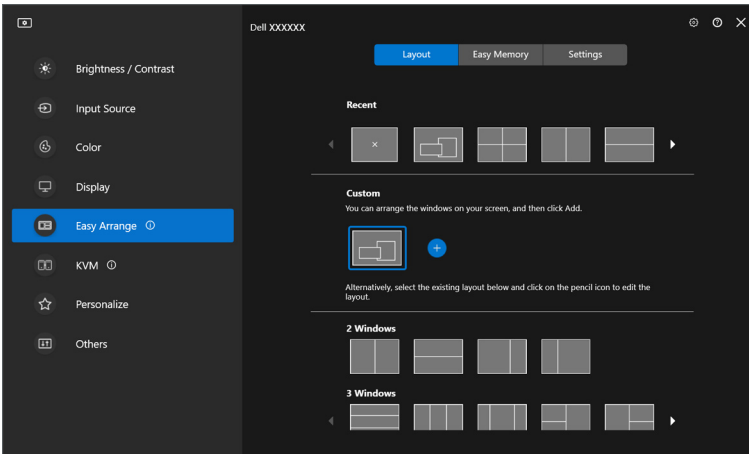 Dell XXXXXX
Brightness / Contrast
Input Source
Color
Display
Easy Arrange
KVM
Personalize
Others
Layout
Easy Memory
Settings
Recent
Custom
You can arrange the windows on your screen, and then click Add.
Alternatively, select the existing layout below and click on the pencil icon to edit the
layout.
2 Windows
3 Windows